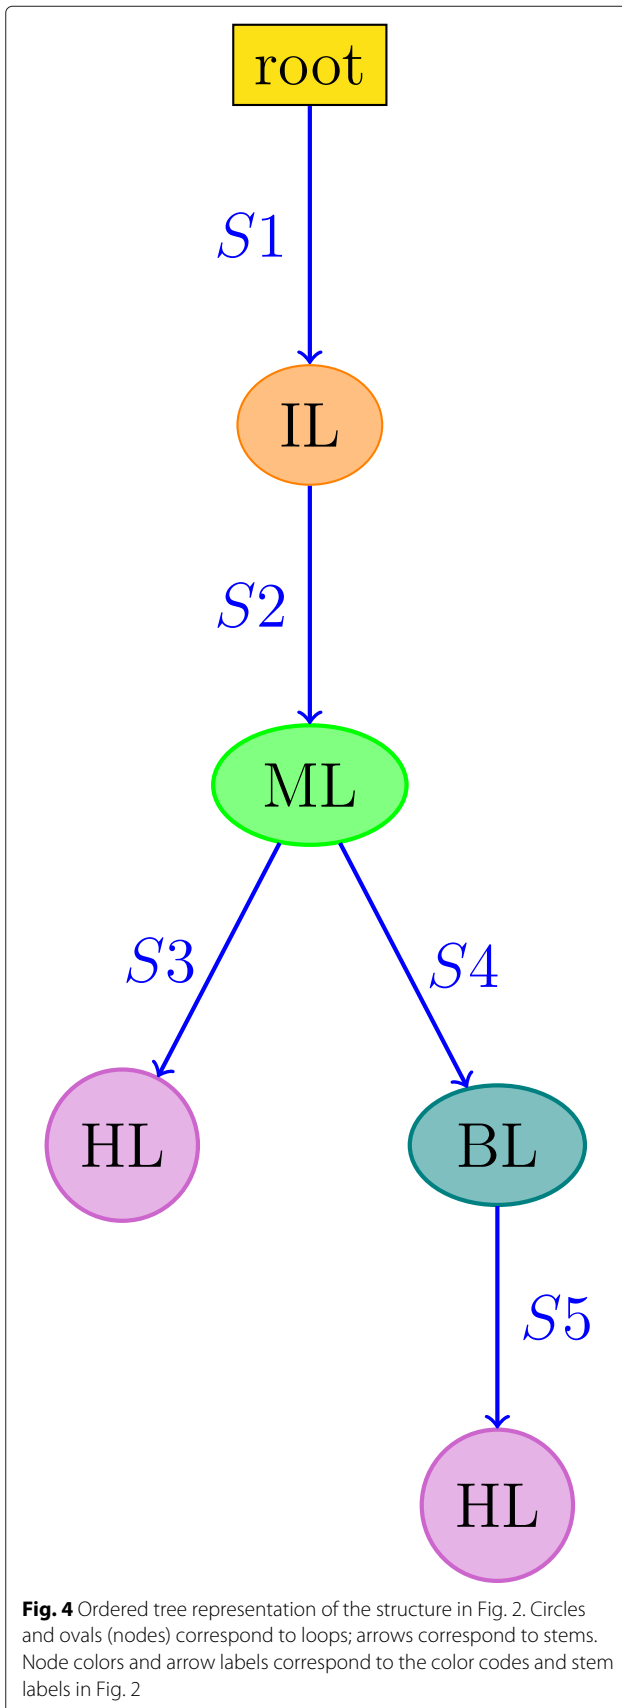 root
S1
IL
S2
ML
S3
S4
HL
BL
S5
HL
Fig. 4 Ordered tree representation of the structure in Fig. 2. Circles
and ovals (nodes) correspond to loops; arrows correspond to stems.
Node colors and arrow labels correspond to the color codes and stem
labels in Fig. 2